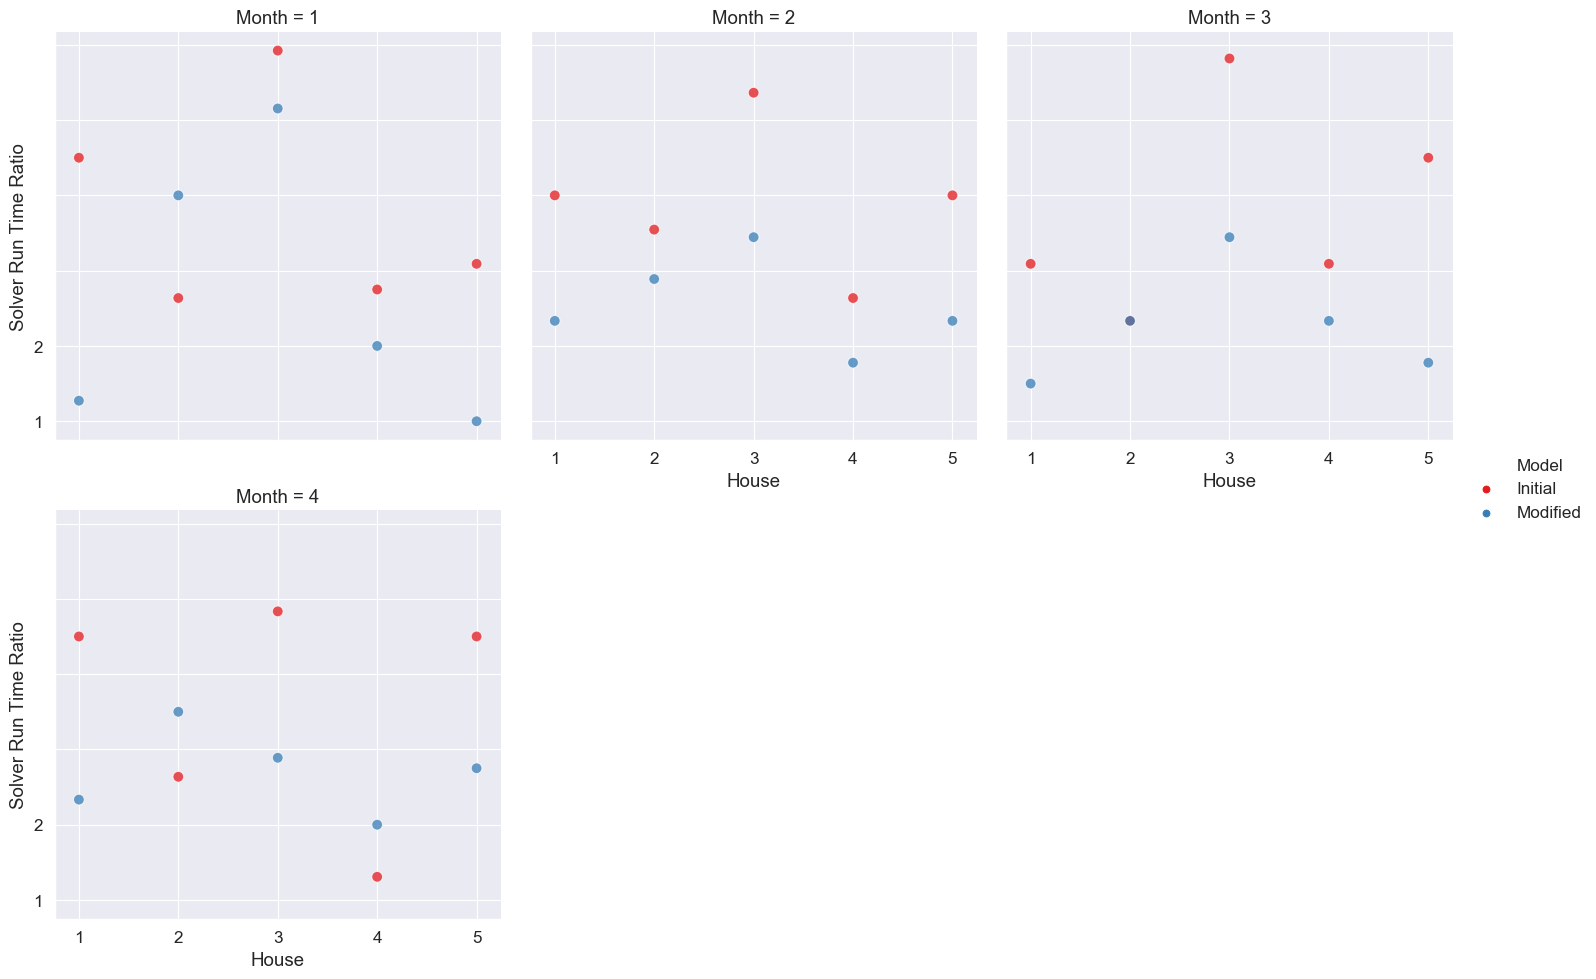 Month = 1
Month = 2
Month = 3
Solver Run Time Ratio
2
1
1 2 3 4 5
House
1 2 3 4 5
House
Model
Initial
Modified
Month = 4
Solver Run Time Ratio
2
1
1 2 3 4 5
House